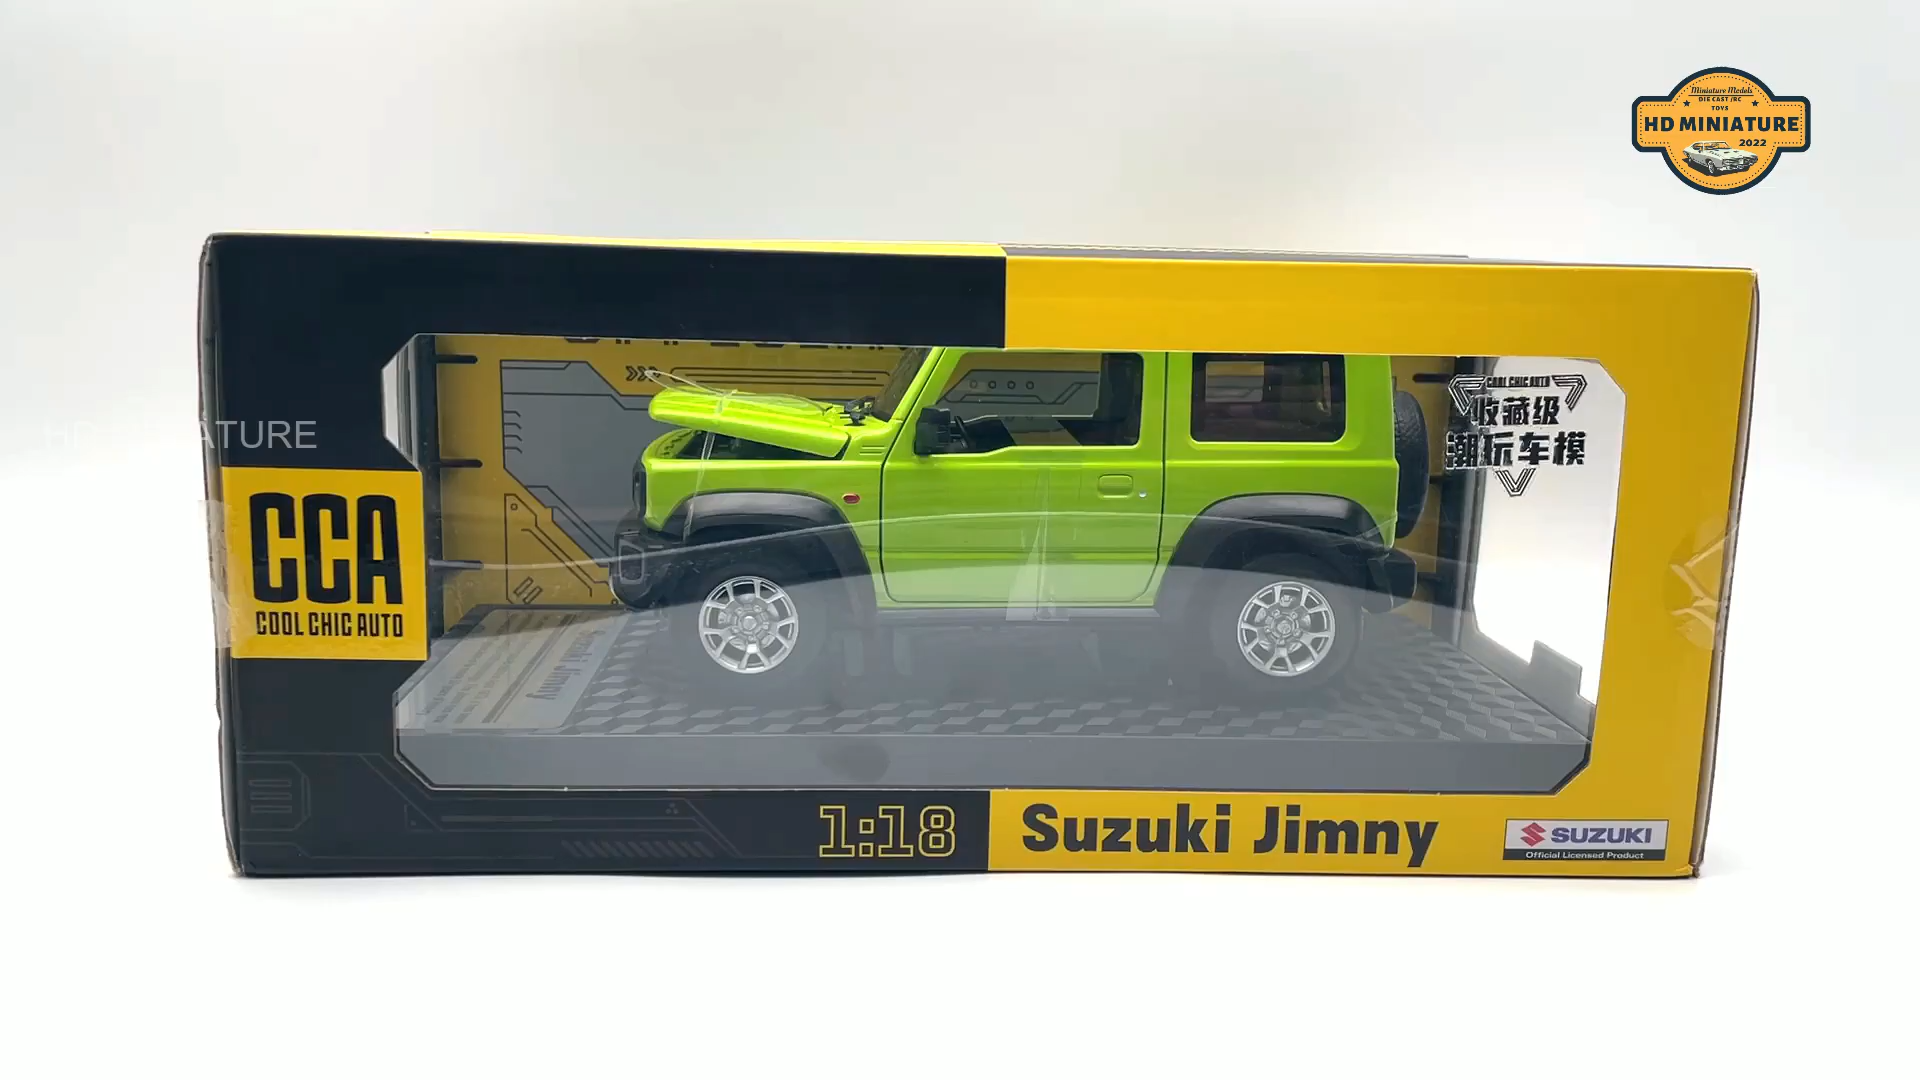 Miniature Models
DIE CAST /RC
TOYS
HD MINIATURE
2022
COOL CHIC AUTO
收藏级
潮玩车模
HD MINIATURE
CCA
COOL CHIC AUTO
Suzuki Jimny
1:18
Suzuki Jimny
SUZUKI
Official Licensed Product